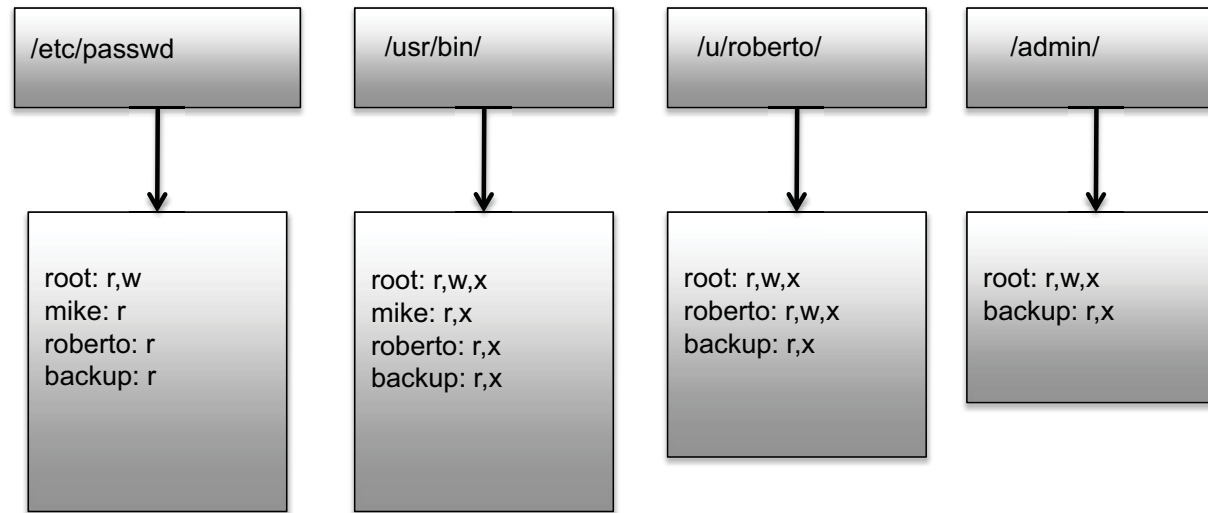 /etc/passwd
root: r,w
mike: r
roberto: r
backup: r
/usr/bin/
root: r,w,x
mike: r,x
roberto: r,x
backup: r,x
/u/roberto/
root: r,w,x
roberto: r,w,x
backup: r,x
/admin/
root: r,w,x
backup: r,x